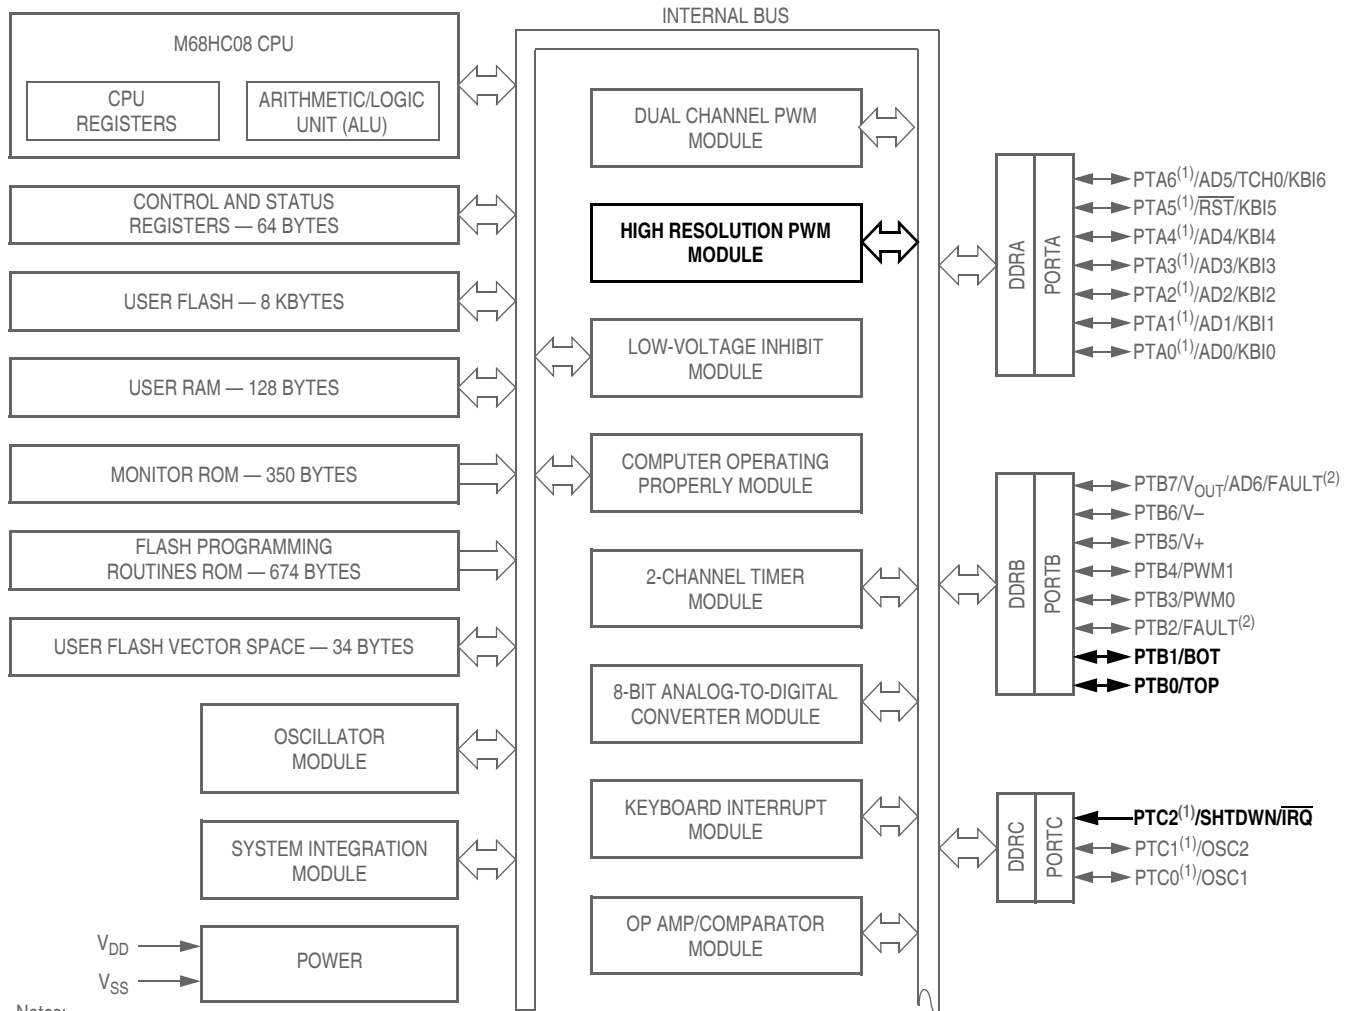 INTERNAL BUS
M68HC08 CPU
CPU
REGISTERS
ARITHMETIC/LOGIC
UNIT (ALU)
CONTROL AND STATUS
REGISTERS — 64 BYTES
USER FLASH — 8 KBYTES
USER RAM — 128 BYTES
MONITOR ROM — 350 BYTES
FLASH PROGRAMMING
ROUTINES ROM — 674 BYTES
USER FLASH VECTOR SPACE — 34 BYTES
OSCILLATOR
MODULE
SYSTEM INTEGRATION
MODULE
VDD
VSS
POWER
DUAL CHANNEL PWM
MODULE
HIGH RESOLUTION PWM
MODULE
LOW-VOLTAGE INHIBIT
MODULE
COMPUTER OPERATING
PROPERLY MODULE
2-CHANNEL TIMER
MODULE
8-BIT ANALOG-TO-DIGITAL
CONVERTER MODULE
KEYBOARD INTERRUPT
MODULE
OP AMP/COMPARATOR
MODULE
DDRA
PORTA
PTA6(1)/AD5/TCH0/KBI6
PTA5(1)/RST/KBI5
PTA4(1)/AD4/KBI4
PTA3(1)/AD3/KBI3
PTA2(1)/AD2/KBI2
PTA1(1)/AD1/KBI1
PTA0(1)/AD0/KBI0
DDRB
PORTB
PTB7/VOUT/AD6/FAULT(2)
PTB6/V–
PTB5/V+
PTB4/PWM1
PTB3/PWM0
PTB2/FAULT(2)
PTB1/BOT
PTB0/TOP
DDRC
PORTC
PTC2(1)/SHTDWN/IRQ
PTC1(1)/OSC2
PTC0(1)/OSC1
Notes: